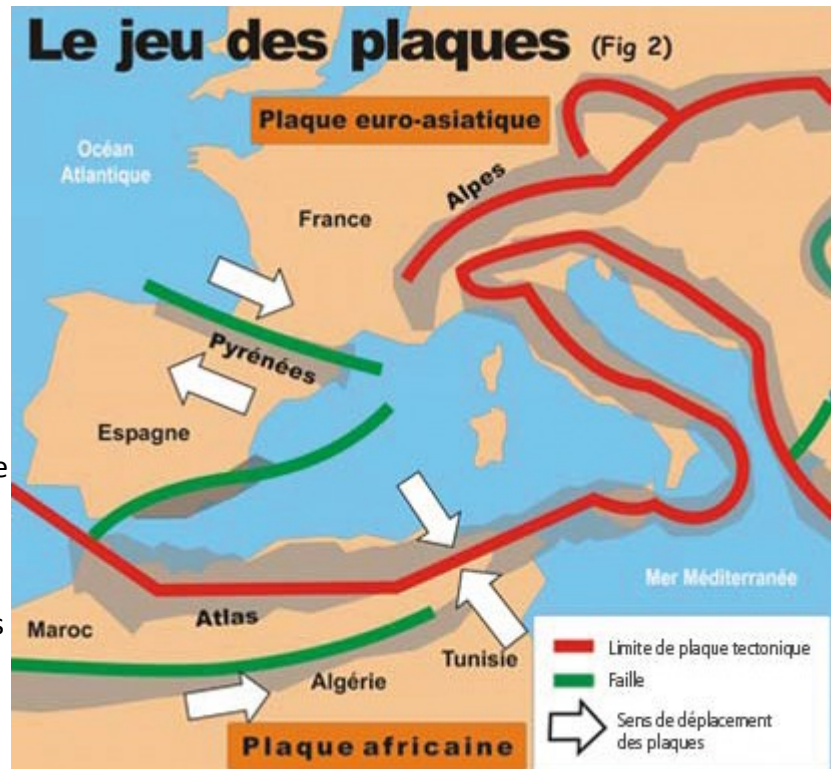 Le jeu des plaques (Fig 2)
Plaque euro-asiatique
Océan
Atlantique
Alpes
France
Pyrénées
Espagne
e
Mer Méditerranée
Atlas
s
Maroc
Tunisie
Algérie
Plaque africaine
Limite de plaque tectonique
Faille
Sens de déplacement
des plaques